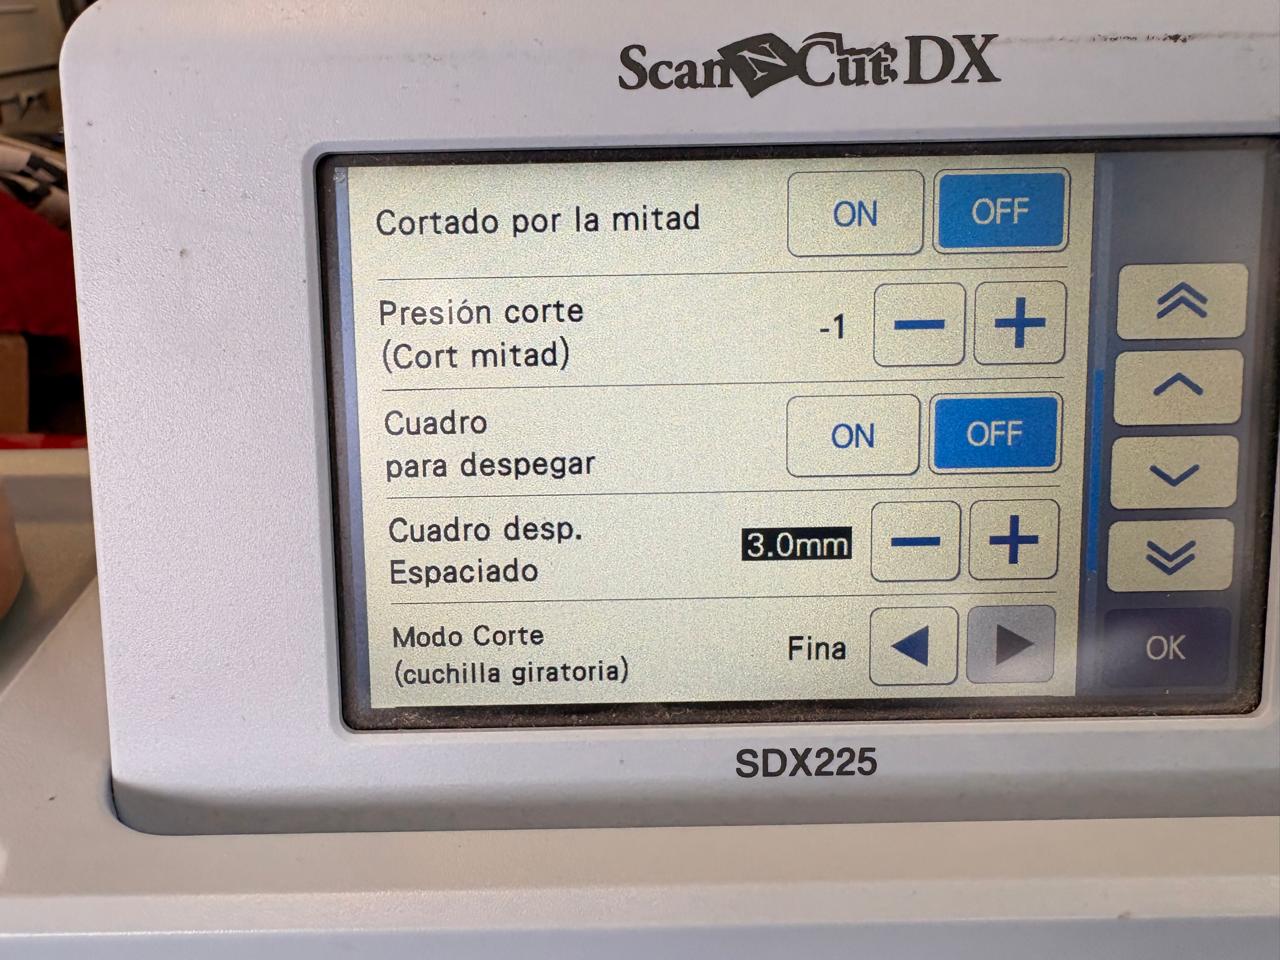 ScanNCut DX
Cortado por la mitad ON OFF
Presión corte
(Cort mitad) -1 − +
Cuadro
para despegar ON OFF
Cuadro desp.
Espaciado 3.0mm − +
Modo Corte
(cuchilla giratoria) Fina
OK
SDX225